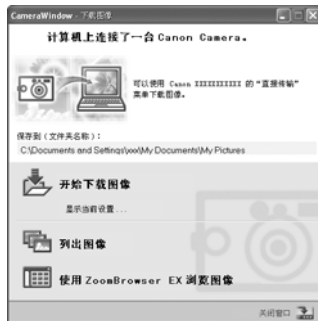 CameraWindow - 下载图像
计算机上连接了一台 Canon Camera。
可以使用 Canon IIIIIIIIIII 的“直接传输”
菜单下载图像。
保存到(文件夹名称):
C:\Documents and Settings\xxx\My Documents\My Pictures
开始下载图像
显示当前设置...
列出图像
使用 ZoomBrowser EX 浏览图像
关闭窗口